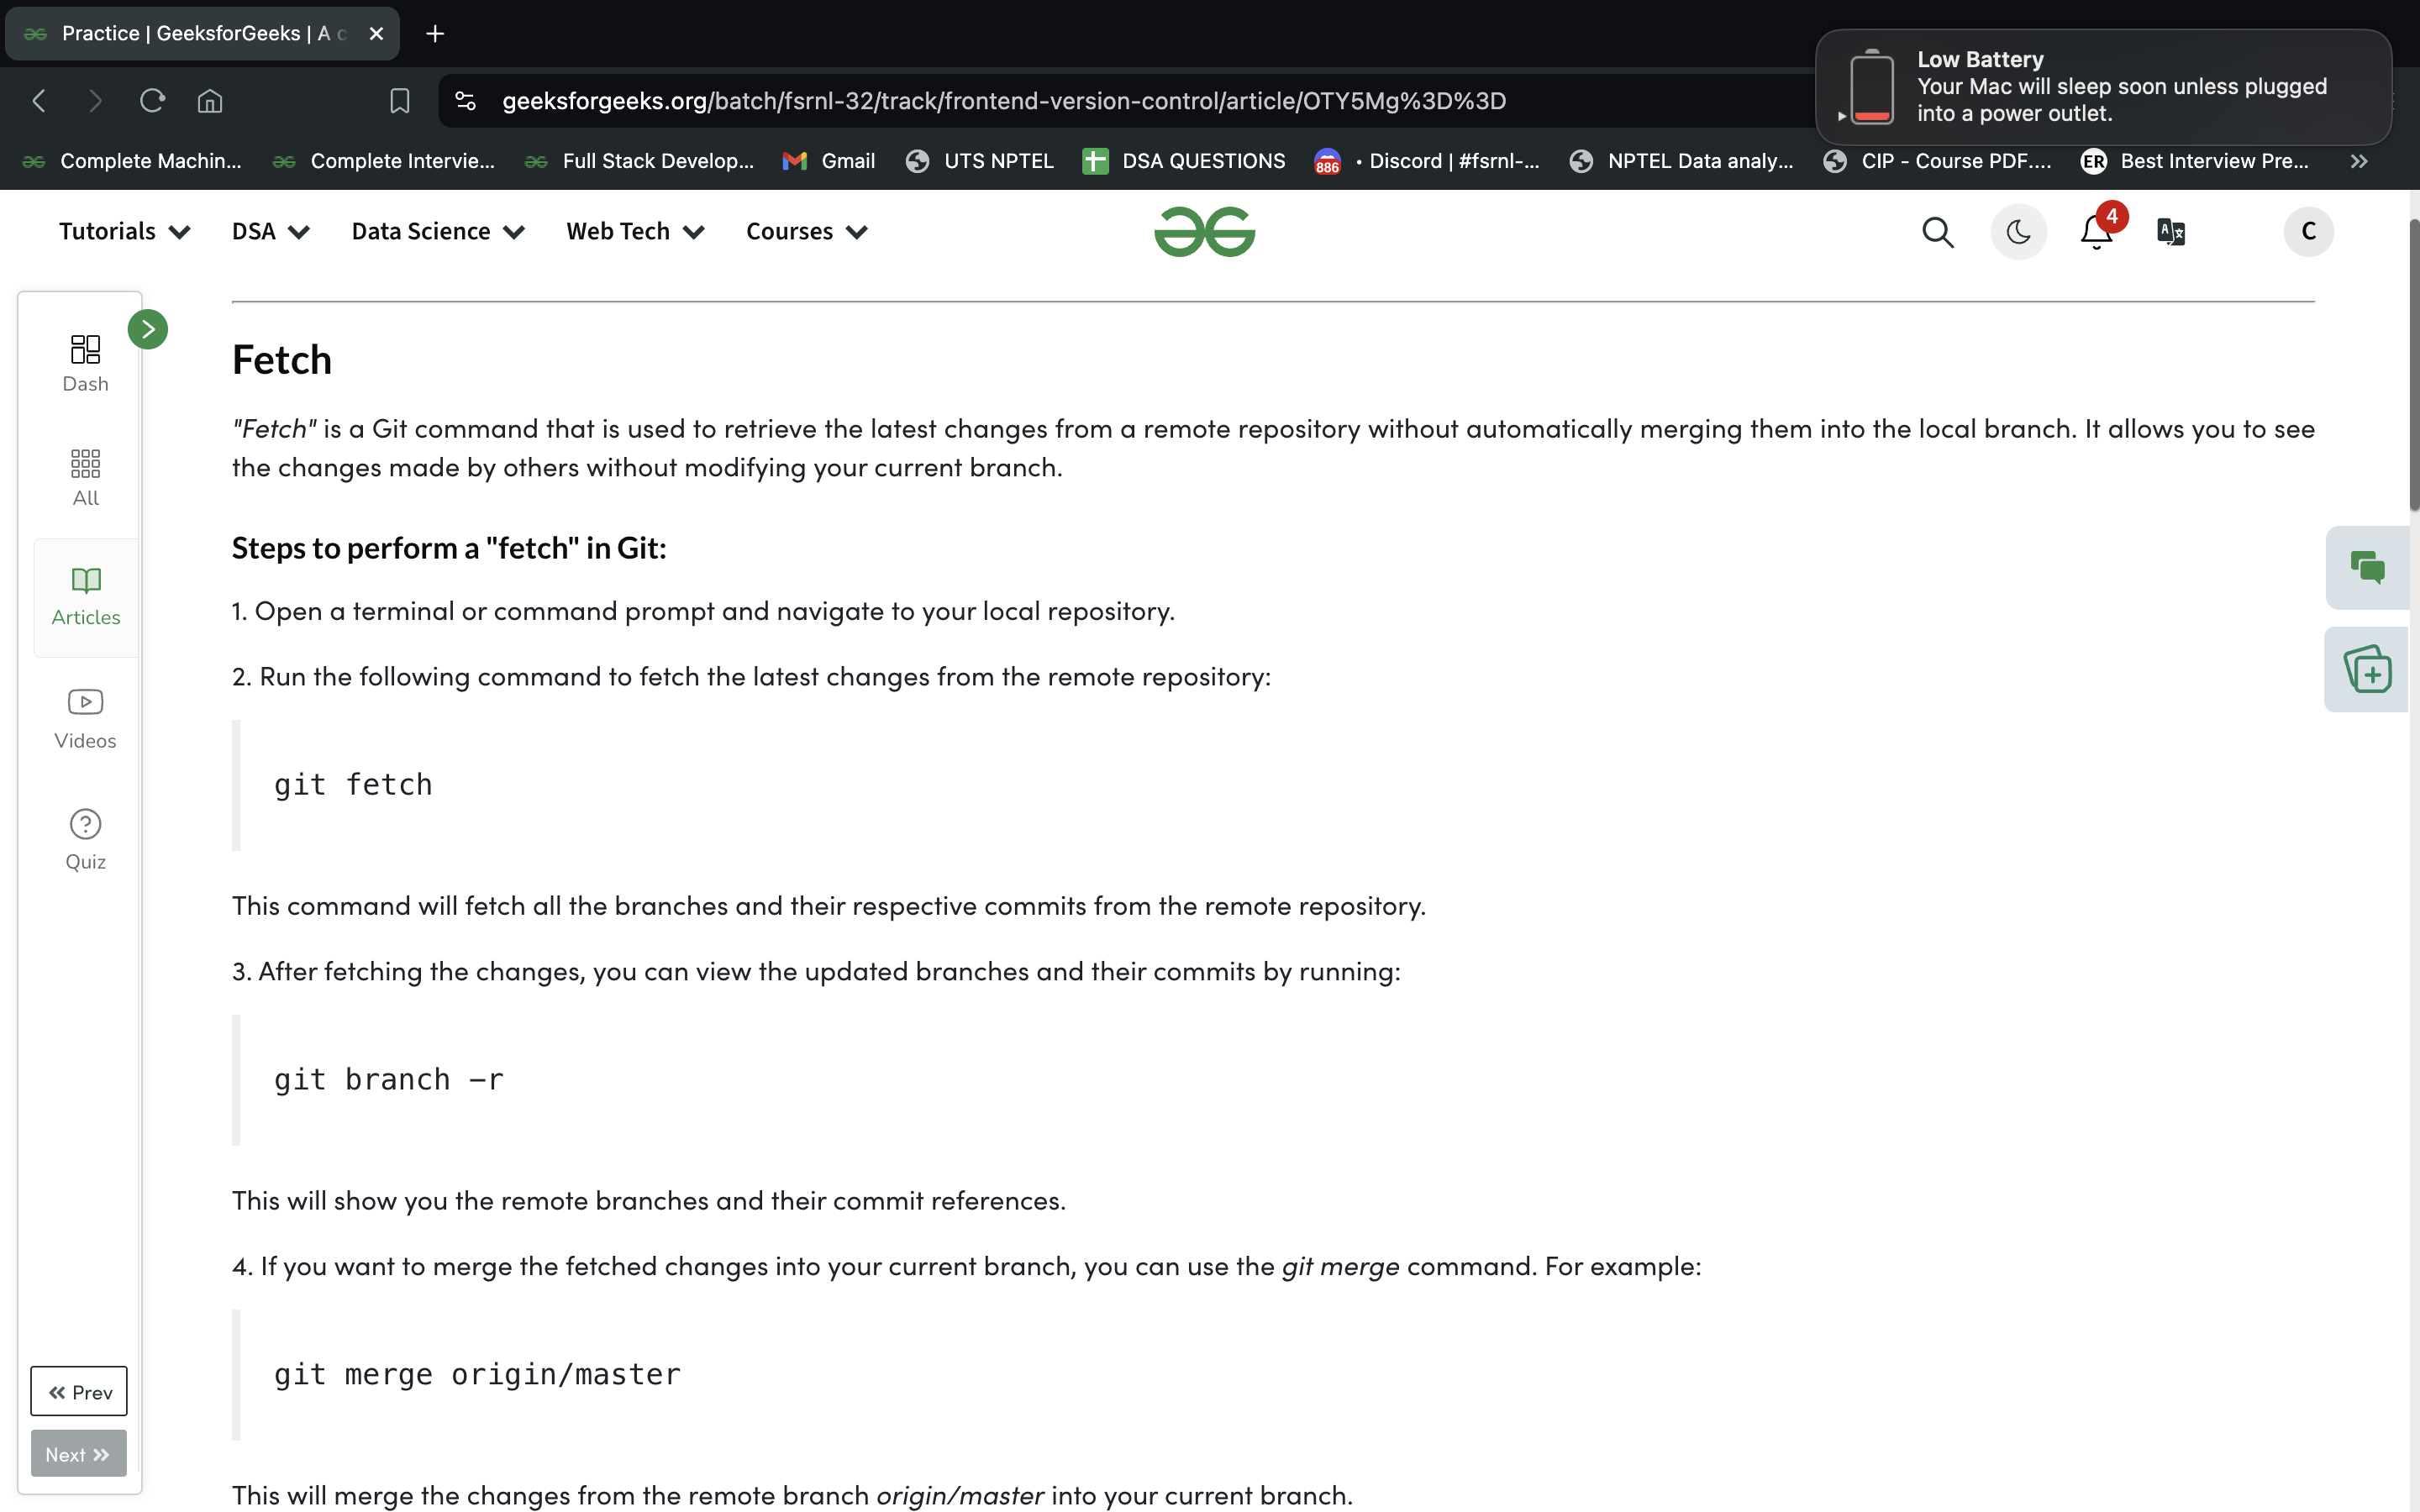 Practice | GeeksforGeeks | A c
Low Battery
Your Mac will sleep soon unless plugged
into a power outlet.
geeksforgeeks.org/batch/fsrnl-32/track/frontend-version-control/article/OTY5Mg%3D%3D
Complete Machin... Complete Intervie... Full Stack Develop... Gmail UTS NPTEL DSA QUESTIONS 886 • Discord | #fsrnl-... NPTEL Data analy... CIP - Course PDF.... ER Best Interview Pre...
Tutorials DSA Data Science Web Tech Courses 4 C
Dash
All
Articles
Videos
Quiz
« Prev
Next »
Fetch
"Fetch" is a Git command that is used to retrieve the latest changes from a remote repository without automatically merging them into the local branch. It allows you to see
the changes made by others without modifying your current branch.
Steps to perform a "fetch" in Git:
1. Open a terminal or command prompt and navigate to your local repository.
2. Run the following command to fetch the latest changes from the remote repository:
git fetch
This command will fetch all the branches and their respective commits from the remote repository.
3. After fetching the changes, you can view the updated branches and their commits by running:
git branch -r
This will show you the remote branches and their commit references.
4. If you want to merge the fetched changes into your current branch, you can use the git merge command. For example:
git merge origin/master
This will merge the changes from the remote branch origin/master into your current branch.